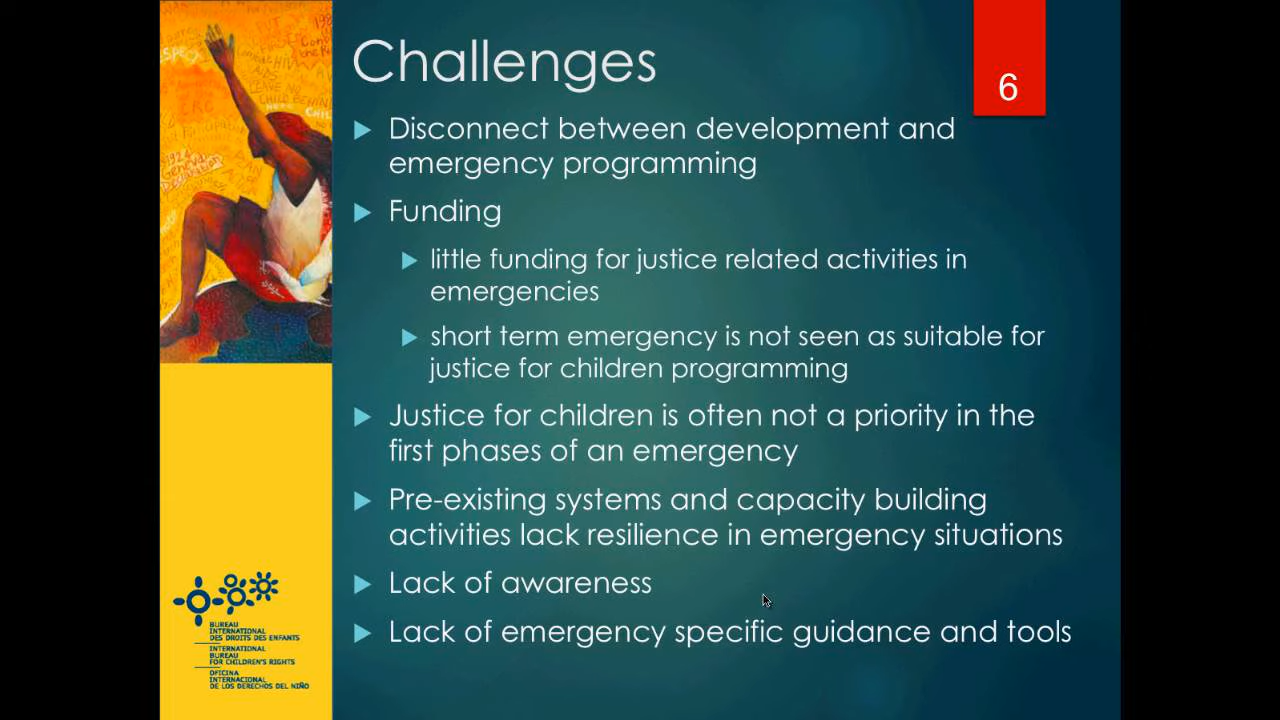 Challenges
6
▶ Disconnect between development and
emergency programming
▶ Funding
▶ little funding for justice related activities in
emergencies
▶ short term emergency is not seen as suitable for
justice for children programming
▶ Justice for children is often not a priority in the
first phases of an emergency
▶ Pre-existing systems and capacity building
activities lack resilience in emergency situations
▶ Lack of awareness
▶ Lack of emergency specific guidance and tools
BUREAU
INTERNATIONAL
DES DROITS DES ENFANTS
INTERNATIONAL
BUREAU
FOR CHILDREN'S RIGHTS
OFICINA
INTERNACIONAL
DE LOS DERECHOS DEL NIÑO